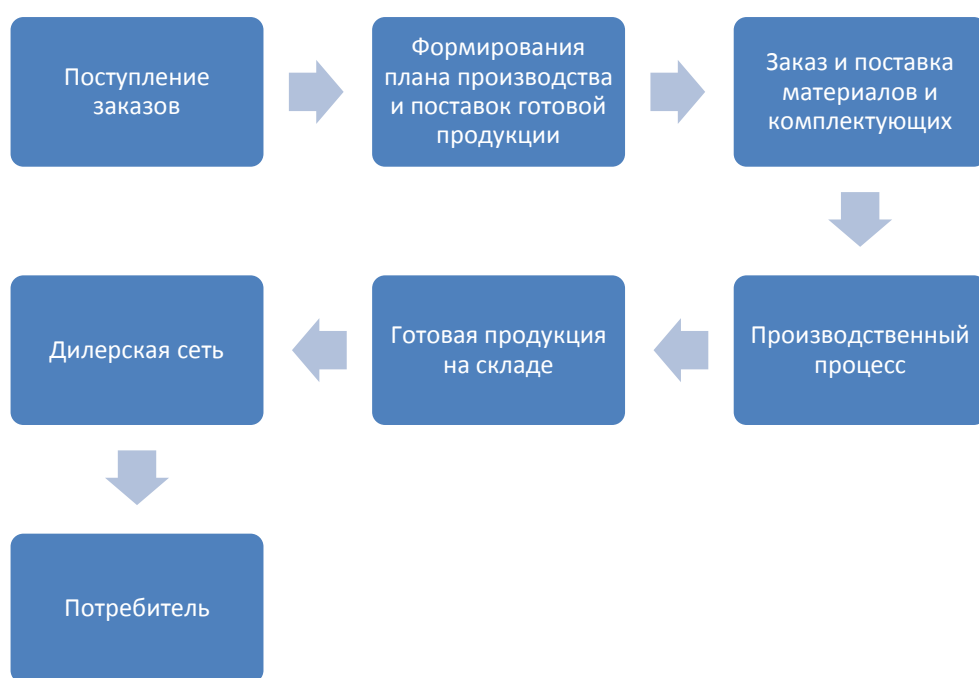 Поступление
заказов
Формирования
плана производства
и поставок готовой
продукции
Заказ и поставка
материалов и
комплектующих
Производственный
процесс
Готовая продукция
на складе
Дилерская сеть
Потребитель